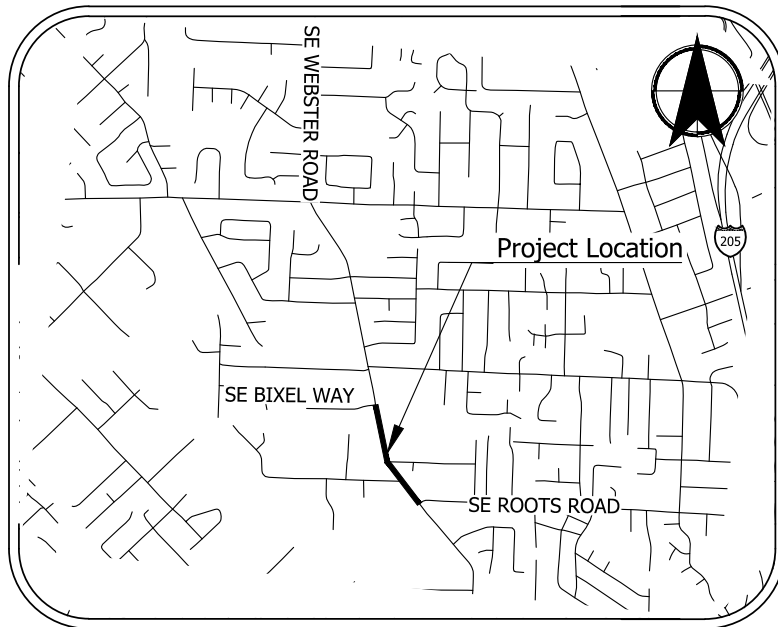 SE WEBSTER ROAD
205
Project Location
SE BIXEL WAY
SE ROOTS ROAD